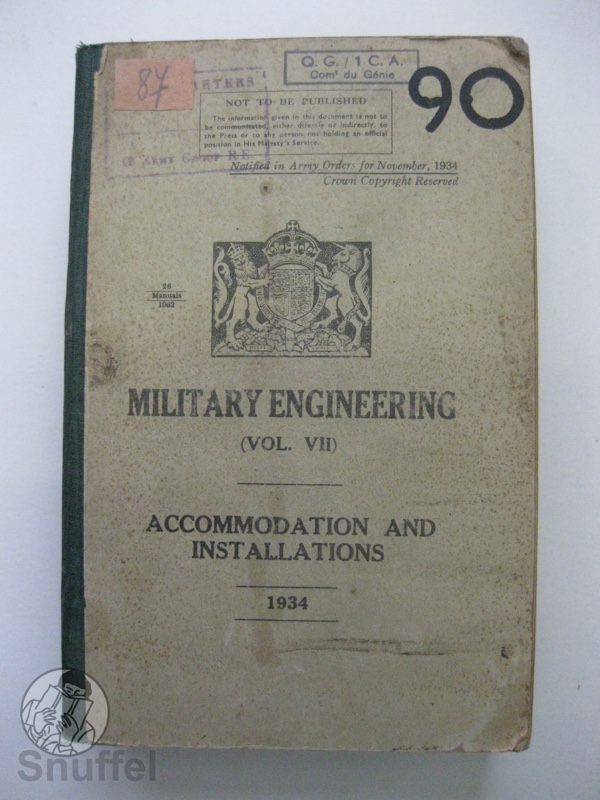 87
ARTERS
ARMY GROUP R.E.
Q.G./1 C.A.
Comt du Génie
90
NOT TO BE PUBLISHED
The information given in this document is not to
be communicated, either directly or indirectly, to
the Press or to any person not holding an official
position in His Majesty's Service.
Notified in Army Orders for November, 1934
Crown Copyright Reserved
26
Manuals
1062
MILITARY ENGINEERING
(VOL. VII)
ACCOMMODATION AND
INSTALLATIONS
1934
Snuffel